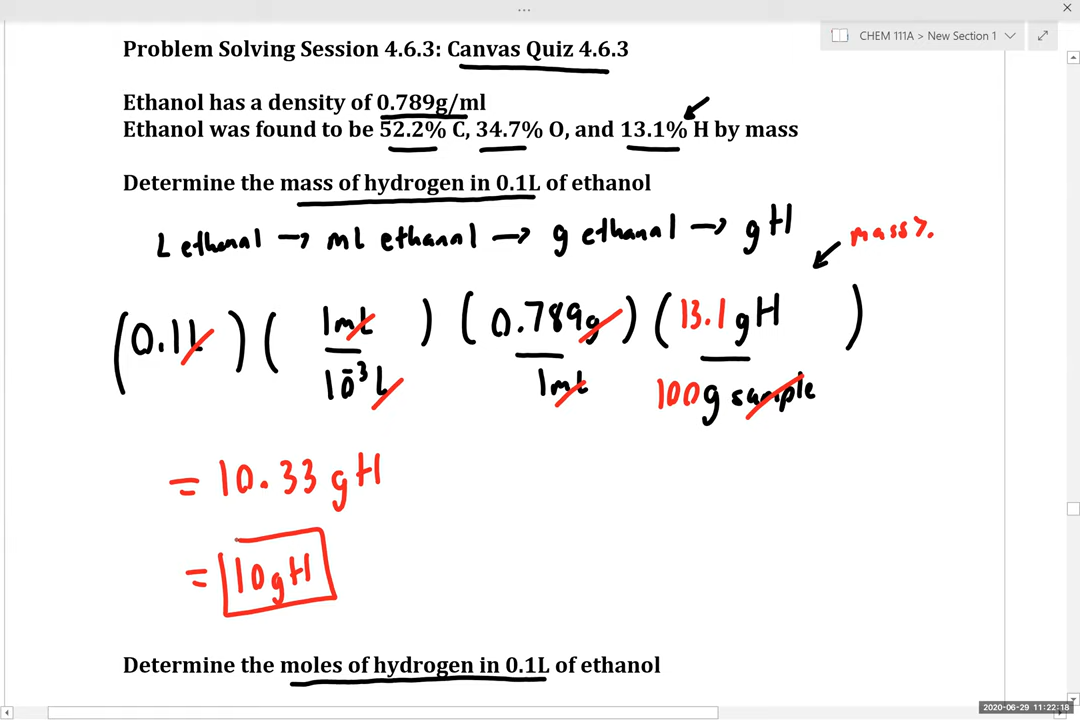 CHEM 111A > New Section 1
Problem Solving Session 4.6.3: Canvas Quiz 4.6.3
Ethanol has a density of 0.789g/ml
Ethanol was found to be 52.2% C, 34.7% O, and 13.1% H by mass
Determine the mass of hydrogen in 0.1L of ethanol
L ethanol → mL ethanol → g ethanol → g H
mass %
(0.1L) (1mL / 10⁻³ L) (0.789g / 1mL) (13.1 g H / 100g sample)
= 10.33 g H
= 10 g H
Determine the moles of hydrogen in 0.1L of ethanol
2020-06-29 11:22:18